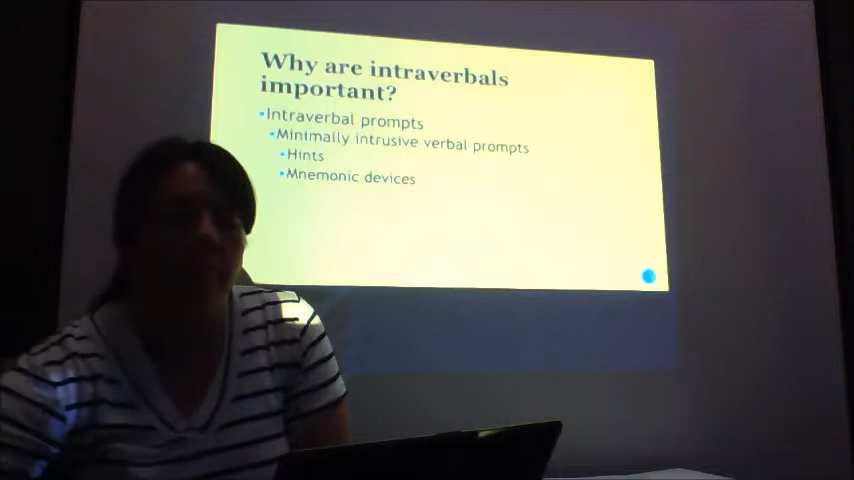 Why are intraverbals
important?
▪Intraverbal prompts
▪Minimally intrusive verbal prompts
▪Hints
▪Mnemonic devices